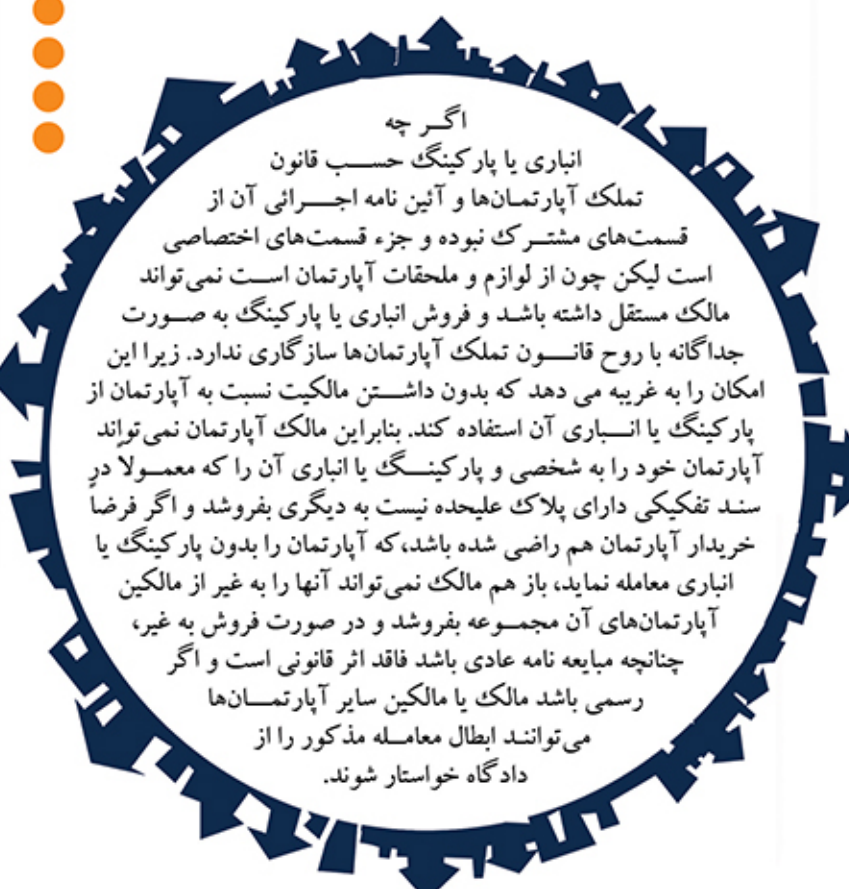 اگر چه
انباری یا پارکینگ حسب قانون
تملک آپارتمان‌ها و آئین نامه اجرائی آن از
قسمت‌های مشترک نبوده و جزء قسمت‌های اختصاصی
است لیکن چون از لوازم و ملحقات آپارتمان است نمی‌تواند
مالک مستقل داشته باشد و فروش انباری یا پارکینگ به صورت
جداگانه با روح قانون تملک آپارتمان‌ها سازگاری ندارد. زیرا این
امکان را به غریبه می دهد که بدون داشتن مالکیت نسبت به آپارتمان از
پارکینگ یا انباری آن استفاده کند. بنابراین مالک آپارتمان نمی‌تواند
آپارتمان خود را به شخصی و پارکینگ یا انباری آن را که معمولاً در
سند تفکیکی دارای پلاک علیحده نیست به دیگری بفروشد و اگر فرضاً
خریدار آپارتمان هم راضی شده باشد،که آپارتمان را بدون پارکینگ یا
انباری معامله نماید، باز هم مالک نمی‌تواند آنها را به غیر از مالکین
آپارتمان‌های آن مجموعه بفروشد و در صورت فروش به غیر،
چنانچه مبایعه نامه عادی باشد فاقد اثر قانونی است و اگر
رسمی باشد مالک یا مالکین سایر آپارتمان‌ها
می‌توانند ابطال معامله مذکور را از
دادگاه خواستار شوند.